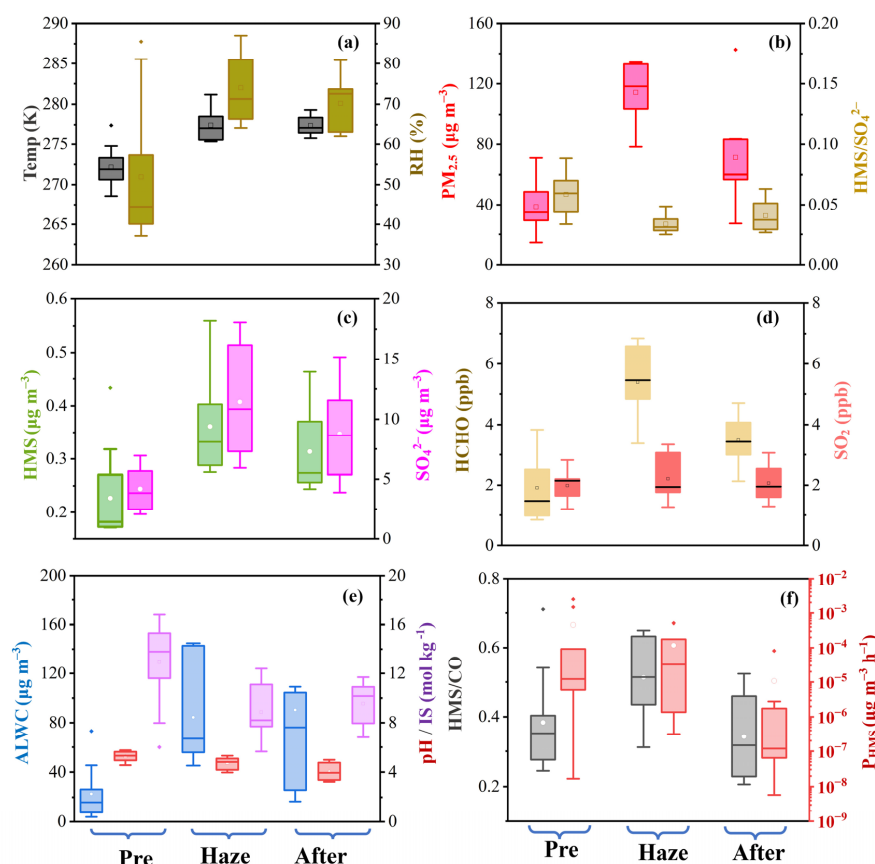 290
285
280
275
270
265
260
Temp (K)
(a)
90
80
70
60
50
40
30
RH (%)
160
120
80
40
0
PM2.5 (µg m−3)
(b)
0.20
0.15
0.10
0.05
0.00
HMS/SO42−
0.6
0.5
0.4
0.3
0.2
HMS (µg m−3)
(c)
20
15
10
5
0
SO42− (µg m−3)
8
6
4
2
0
HCHO (ppb)
(d)
8
6
4
2
0
SO2 (ppb)
200
160
120
80
40
0
ALWC (µg m−3)
(e)
20
16
12
8
4
0
pH / IS (mol kg-1)
Pre
Haze
After
0.8
0.6
0.4
0.2
HMS/CO
(f)
10−2
10−3
10−4
10−5
10−6
10−7
10−8
10−9
PHMS (µg m−3 h−1)
Pre
Haze
After